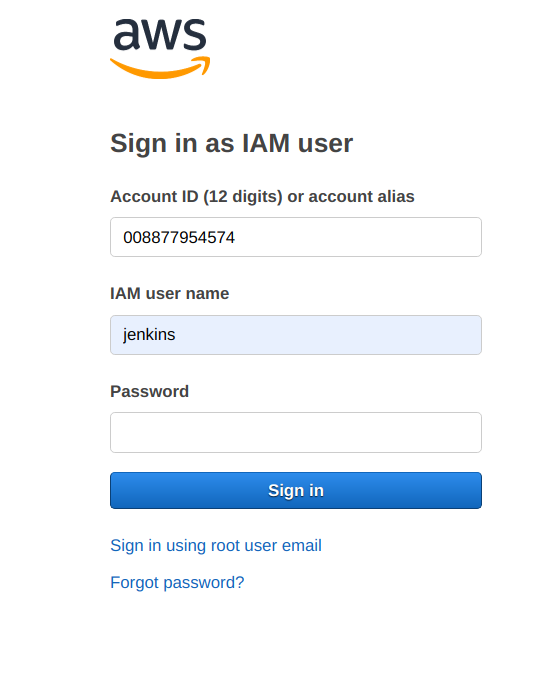 aws
Sign in as IAM user
Account ID (12 digits) or account alias
008877954574
IAM user name
jenkins
Password
Sign in
Sign in using root user email
Forgot password?